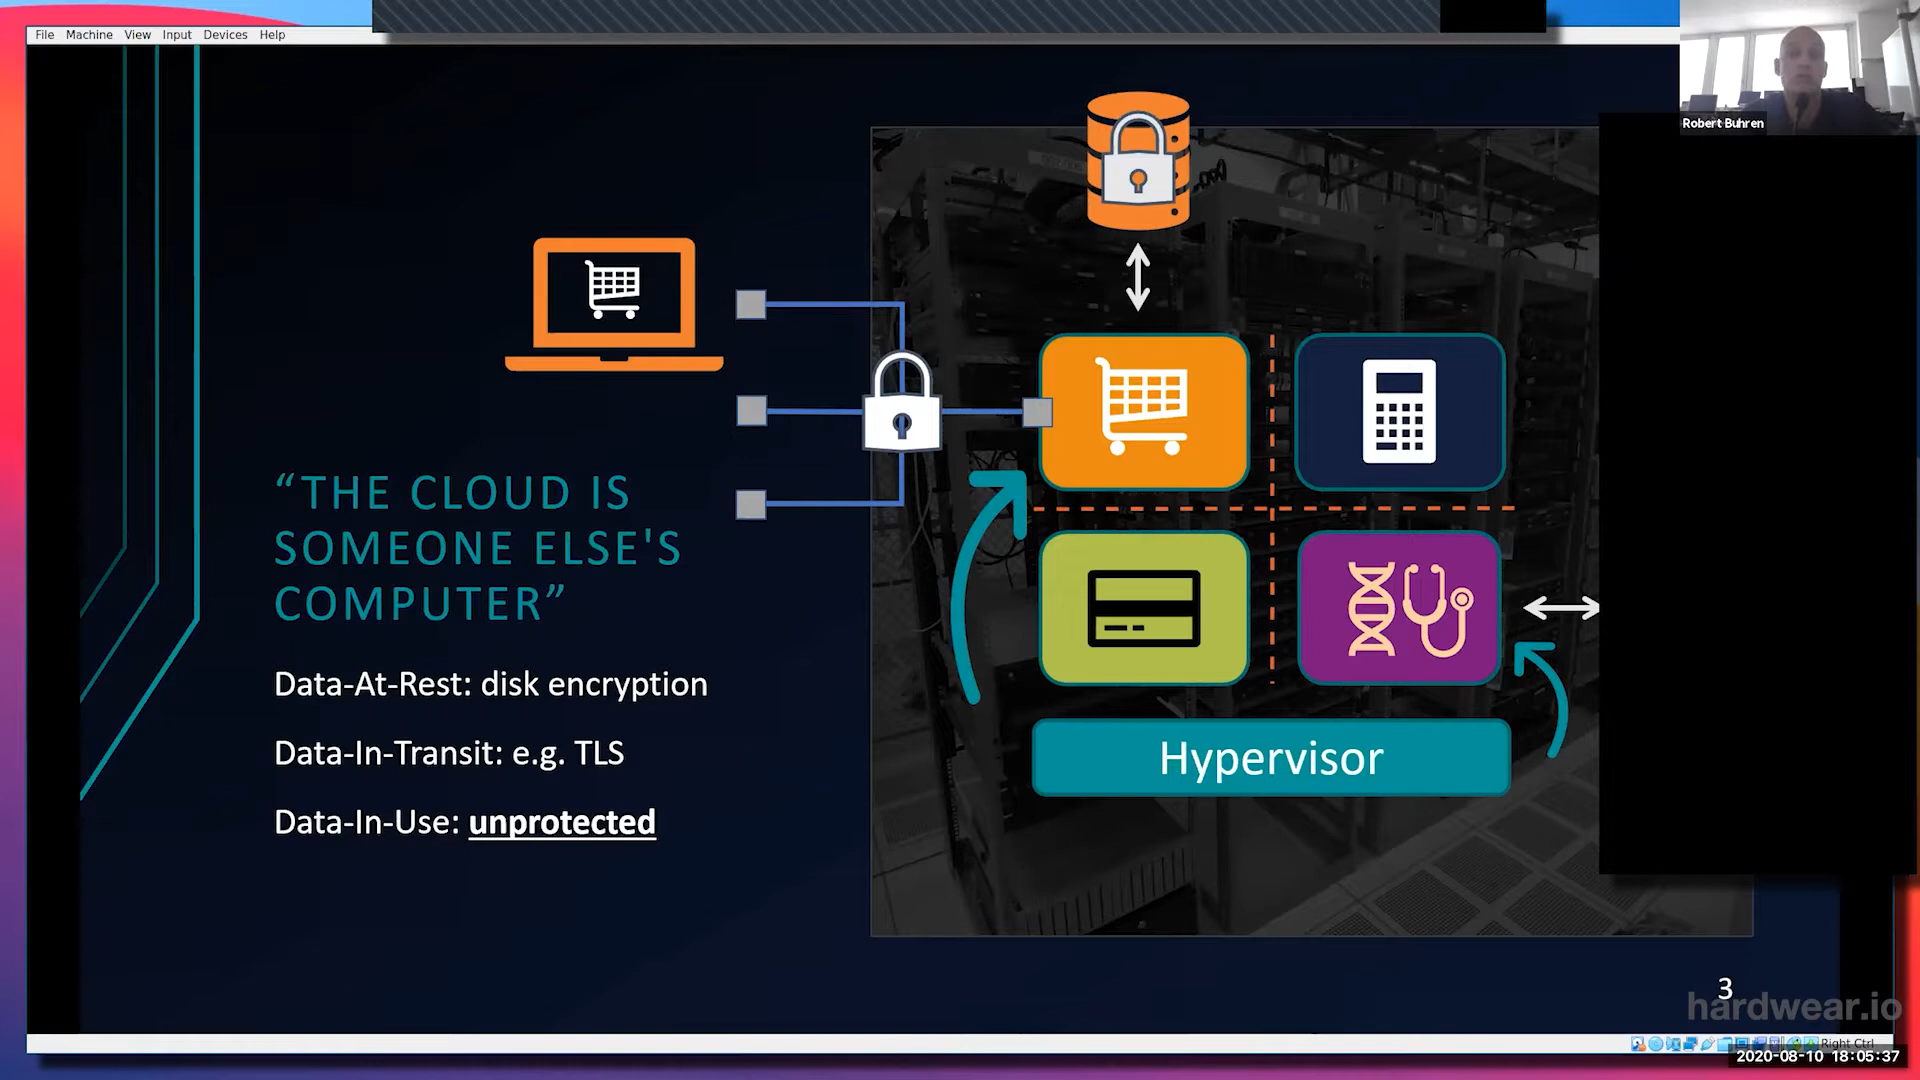 File Machine View Input Devices Help
Robert Buhren
“THE CLOUD IS
SOMEONE ELSE'S
COMPUTER”
Data-At-Rest: disk encryption
Data-In-Transit: e.g. TLS
Data-In-Use: unprotected
Hypervisor
3
hardwear.io
Right Ctrl
2020-08-10 18:05:37